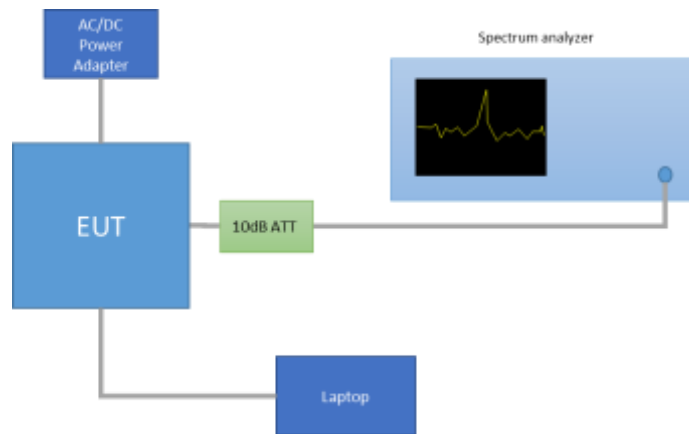 AC/DC
Power
Adapter
Spectrum analyzer
EUT
10dB ATT
Laptop